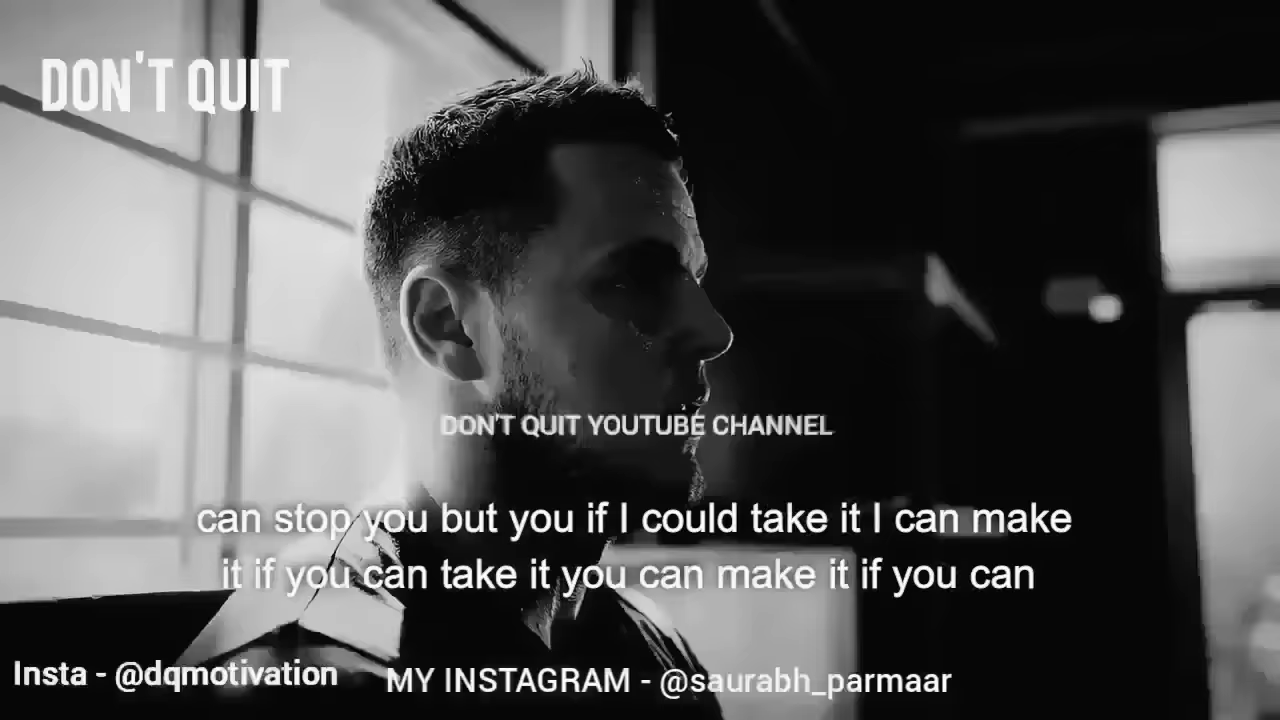 DON'T QUIT
DON'T QUIT YOUTUBE CHANNEL
can stop you but you if I could take it I can make
it if you can take it you can make it if you can
Insta - @dqmotivation
MY INSTAGRAM - @saurabh_parmaar